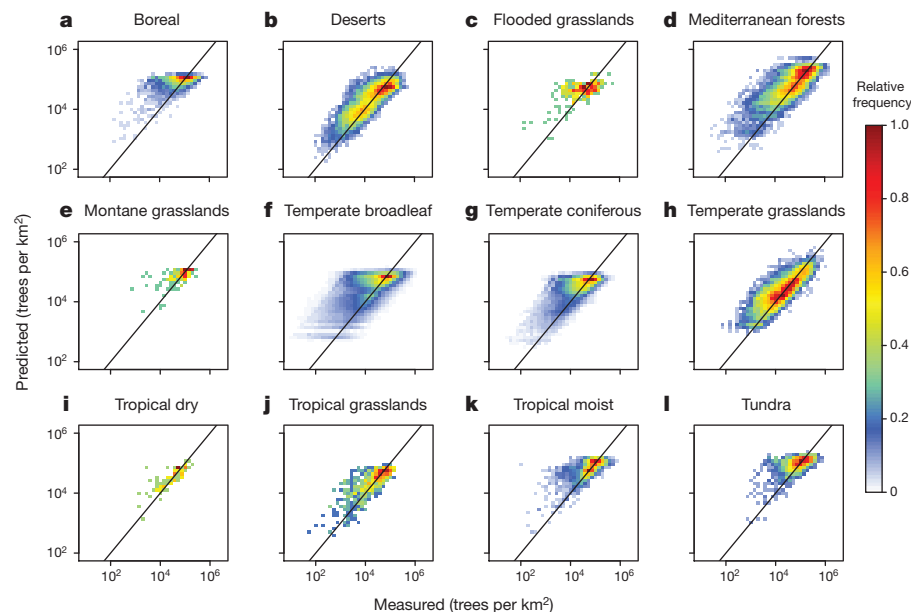 a Boreal
b Deserts
c Flooded grasslands
d Mediterranean forests
10⁶
10⁴
10²
Relative
frequency
1.0
0.8
0.6
0.4
0.2
0
e Montane grasslands
f Temperate broadleaf
g Temperate coniferous
h Temperate grasslands
10⁶
10⁴
10²
Predicted (trees per km²)
i Tropical dry
j Tropical grasslands
k Tropical moist
l Tundra
10⁶
10⁴
10²
10² 10⁴ 10⁶ 10² 10⁴ 10⁶ 10² 10⁴ 10⁶ 10² 10⁴ 10⁶
Measured (trees per km²)